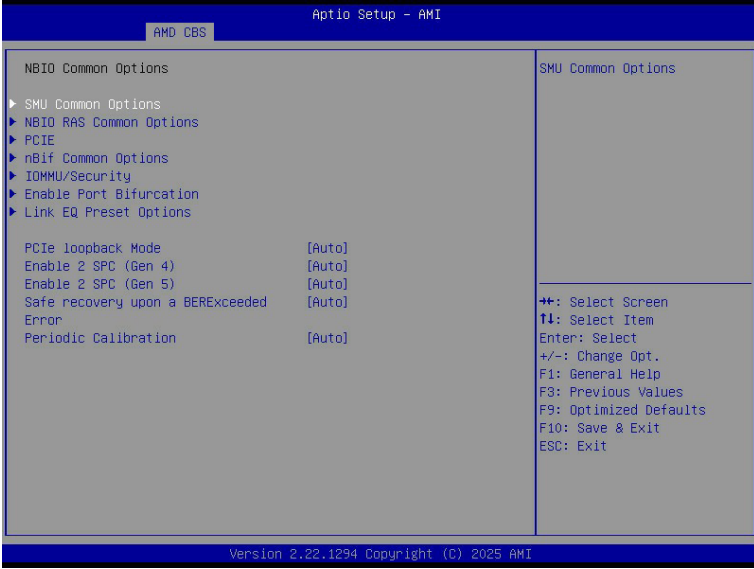 Aptio Setup – AMI
AMD CBS
NBIO Common Options
SMU Common Options
NBIO RAS Common Options
PCIE
nBif Common Options
IOMMU/Security
Enable Port Bifurcation
Link EQ Preset Options
PCIe loopback Mode [Auto]
Enable 2 SPC (Gen 4) [Auto]
Enable 2 SPC (Gen 5) [Auto]
Safe recovery upon a BERExceeded [Auto]
Error
Periodic Calibration [Auto]
SMU Common Options
→←: Select Screen
↑↓: Select Item
Enter: Select
+/-: Change Opt.
F1: General Help
F3: Previous Values
F9: Optimized Defaults
F10: Save & Exit
ESC: Exit
Version 2.22.1294 Copyright (C) 2025 AMI